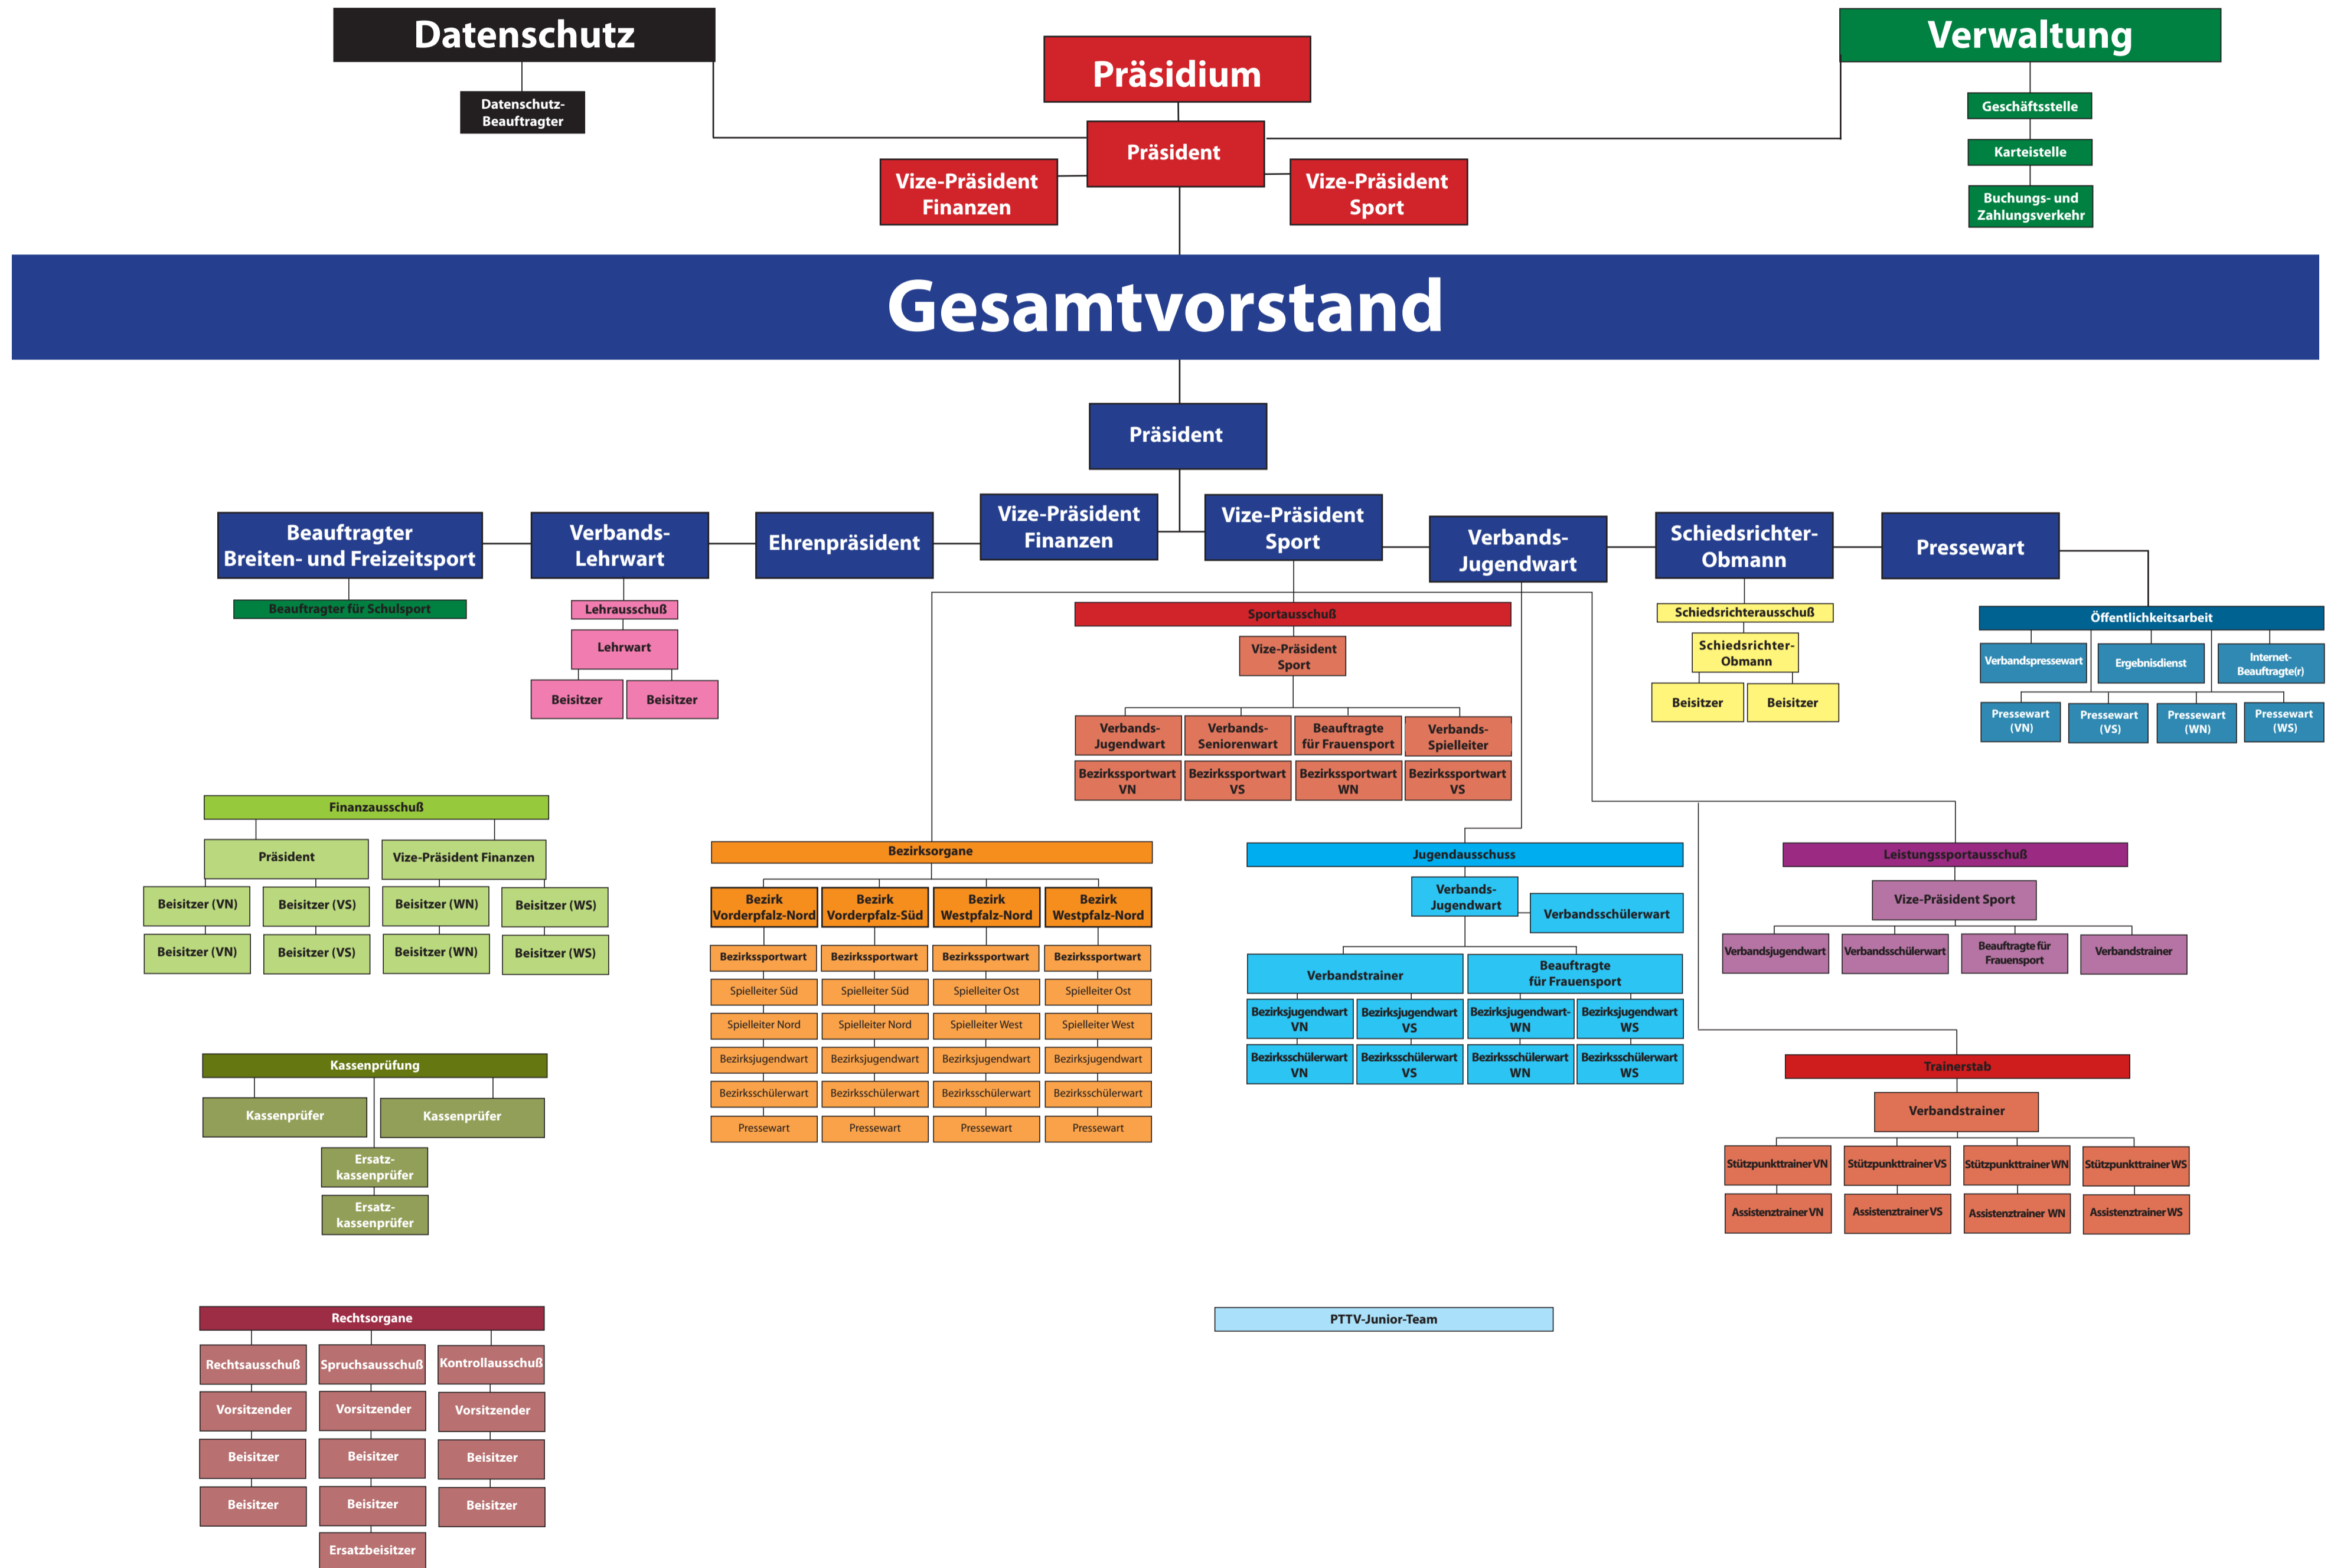 Datenschutz
Datenschutz-
Beauftragter
Präsidium
Präsident
Vize-Präsident
Finanzen
Vize-Präsident
Sport
Verwaltung
Geschäftsstelle
Karteistelle
Buchungs- und
Zahlungsverkehr
Gesamtvorstand
Präsident
Beauftragter
Breiten- und Freizeitsport
Verbands-
Lehrwart
Ehrenpräsident
Vize-Präsident
Finanzen
Vize-Präsident
Sport
Verbands-
Jugendwart
Schiedsrichter-
Obmann
Pressewart
Beauftragter für Schulsport
Lehrausschuß
Lehrwart
Beisitzer
Beisitzer
Sportausschuß
Vize-Präsident
Sport
Verbands-
Jugendwart
Verbands-
Seniorenwart
Beauftragte
für Frauensport
Verbands-
Spielleiter
Bezirkssportwart
VN
Bezirkssportwart
VS
Bezirkssportwart
WN
Bezirkssportwart
VS
Schiedsrichterausschuß
Schiedsrichter-
Obmann
Beisitzer
Beisitzer
Öffentlichkeitsarbeit
Verbandspressewart
Ergebnisdienst
Internet-
Beauftragte(r)
Pressewart
(VN)
Pressewart
(VS)
Pressewart
(WN)
Pressewart
(WS)
Finanzausschuß
Präsident
Vize-Präsident Finanzen
Beisitzer (VN)
Beisitzer (VS)
Beisitzer (WN)
Beisitzer (WS)
Beisitzer (VN)
Beisitzer (VS)
Beisitzer (WN)
Beisitzer (WS)
Bezirksorgane
Bezirk
Vorderpfalz-Nord
Bezirk
Vorderpfalz-Süd
Bezirk
Westpfalz-Nord
Bezirk
Westpfalz-Nord
Bezirkssportwart
Bezirkssportwart
Bezirkssportwart
Bezirkssportwart
Spielleiter Süd
Spielleiter Süd
Spielleiter Ost
Spielleiter Ost
Spielleiter Nord
Spielleiter Nord
Spielleiter West
Spielleiter West
Bezirksjugendwart
Bezirksjugendwart
Bezirksjugendwart
Bezirksjugendwart
Bezirksschülerwart
Bezirksschülerwart
Bezirksschülerwart
Bezirksschülerwart
Pressewart
Pressewart
Pressewart
Pressewart
Jugendausschuss
Verbands-
Jugendwart
Verbandsschülerwart
Verbandstrainer
Beauftragte
für Frauensport
Bezirksjugendwart
VN
Bezirksjugendwart
VS
Bezirksjugendwart-
WN
Bezirksjugendwart
WS
Bezirksschülerwart
VN
Bezirksschülerwart
VS
Bezirksschülerwart
WN
Bezirksschülerwart
WS
Leistungssportausschuß
Vize-Präsident Sport
Verbandsjugendwart
Verbandsschülerwart
Beauftragte für
Frauensport
Verbandstrainer
Kassenprüfung
Kassenprüfer
Kassenprüfer
Ersatz-
kassenprüfer
Ersatz-
kassenprüfer
Trainerstab
Verbandstrainer
Stützpunkttrainer VN
Stützpunkttrainer VS
Stützpunkttrainer WN
Stützpunkttrainer WS
Assistenztrainer VN
Assistenztrainer VS
Assistenztrainer WN
Assistenztrainer WS
Rechtsorgane
Rechtsausschuß
Spruchsausschuß
Kontrollausschuß
Vorsitzender
Vorsitzender
Vorsitzender
Beisitzer
Beisitzer
Beisitzer
Beisitzer
Beisitzer
Beisitzer
Ersatzbeisitzer
PTTV-Junior-Team